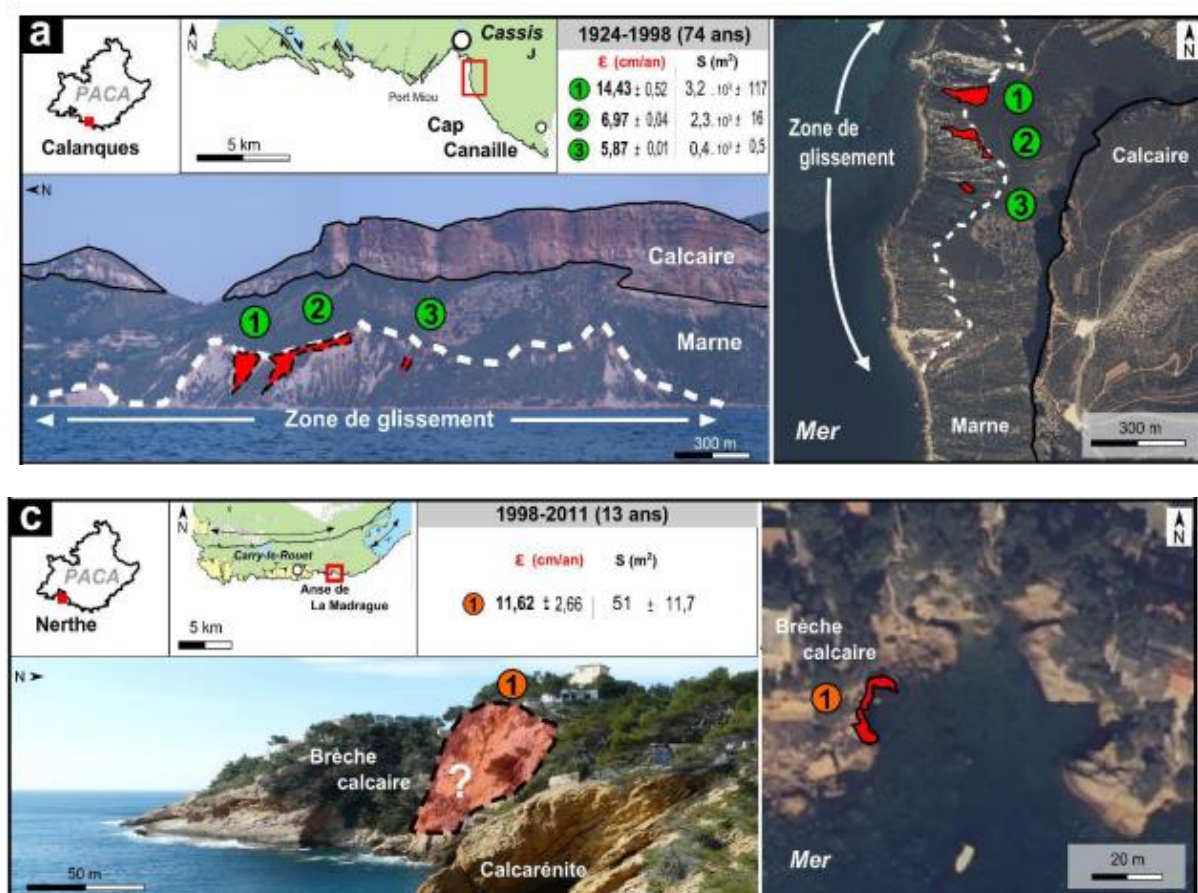 a
PACA
Calanques
N
C
Cassis
J
Port Miou
Cap
Canaille
5 km
1924-1998 (74 ans)
ε (cm/an) S (m²)
1 14,43 ± 0,52 3,2 . 10³ ± 117
2 6,97 ± 0,04 2,3. 10³ ± 16
3 5,87 ± 0,01 0,4. 10³ ± 0,5
N
Calcaire
1
2
3
Marne
Zone de glissement
300 m
N
Zone de
glissement
1
2
3
Calcaire
Mer
Marne
300 m
c
PACA
Nerthe
N
Carry-le-Rouet
Anse de
La Madrague
5 km
1998-2011 (13 ans)
ε (cm/an) S (m²)
1 11,62 ± 2,66 51 ± 11,7
N
1
Brèche
calcaire
?
Calcarénite
50 m
N
Brèche
calcaire
1
Mer
20 m